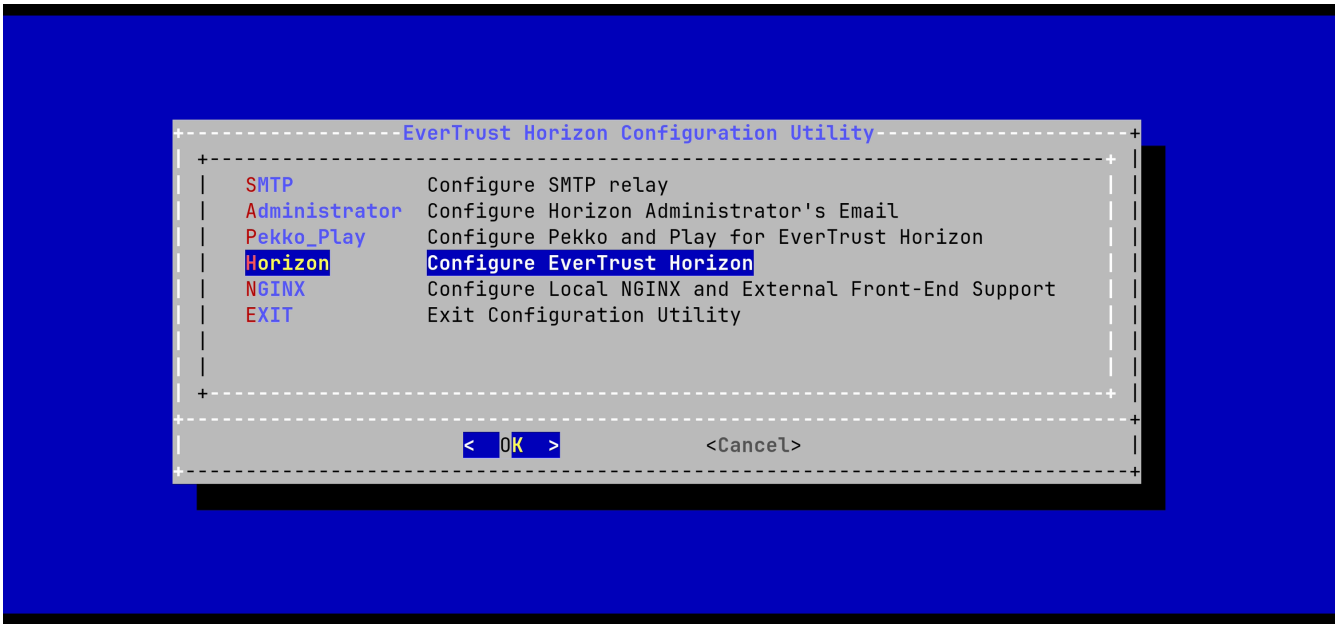 EverTrust Horizon Configuration Utility
SMTP Configure SMTP relay
Administrator Configure Horizon Administrator's Email
Pekko_Play Configure Pekko and Play for EverTrust Horizon
Horizon Configure EverTrust Horizon
NGINX Configure Local NGINX and External Front-End Support
EXIT Exit Configuration Utility
< OK > <Cancel>